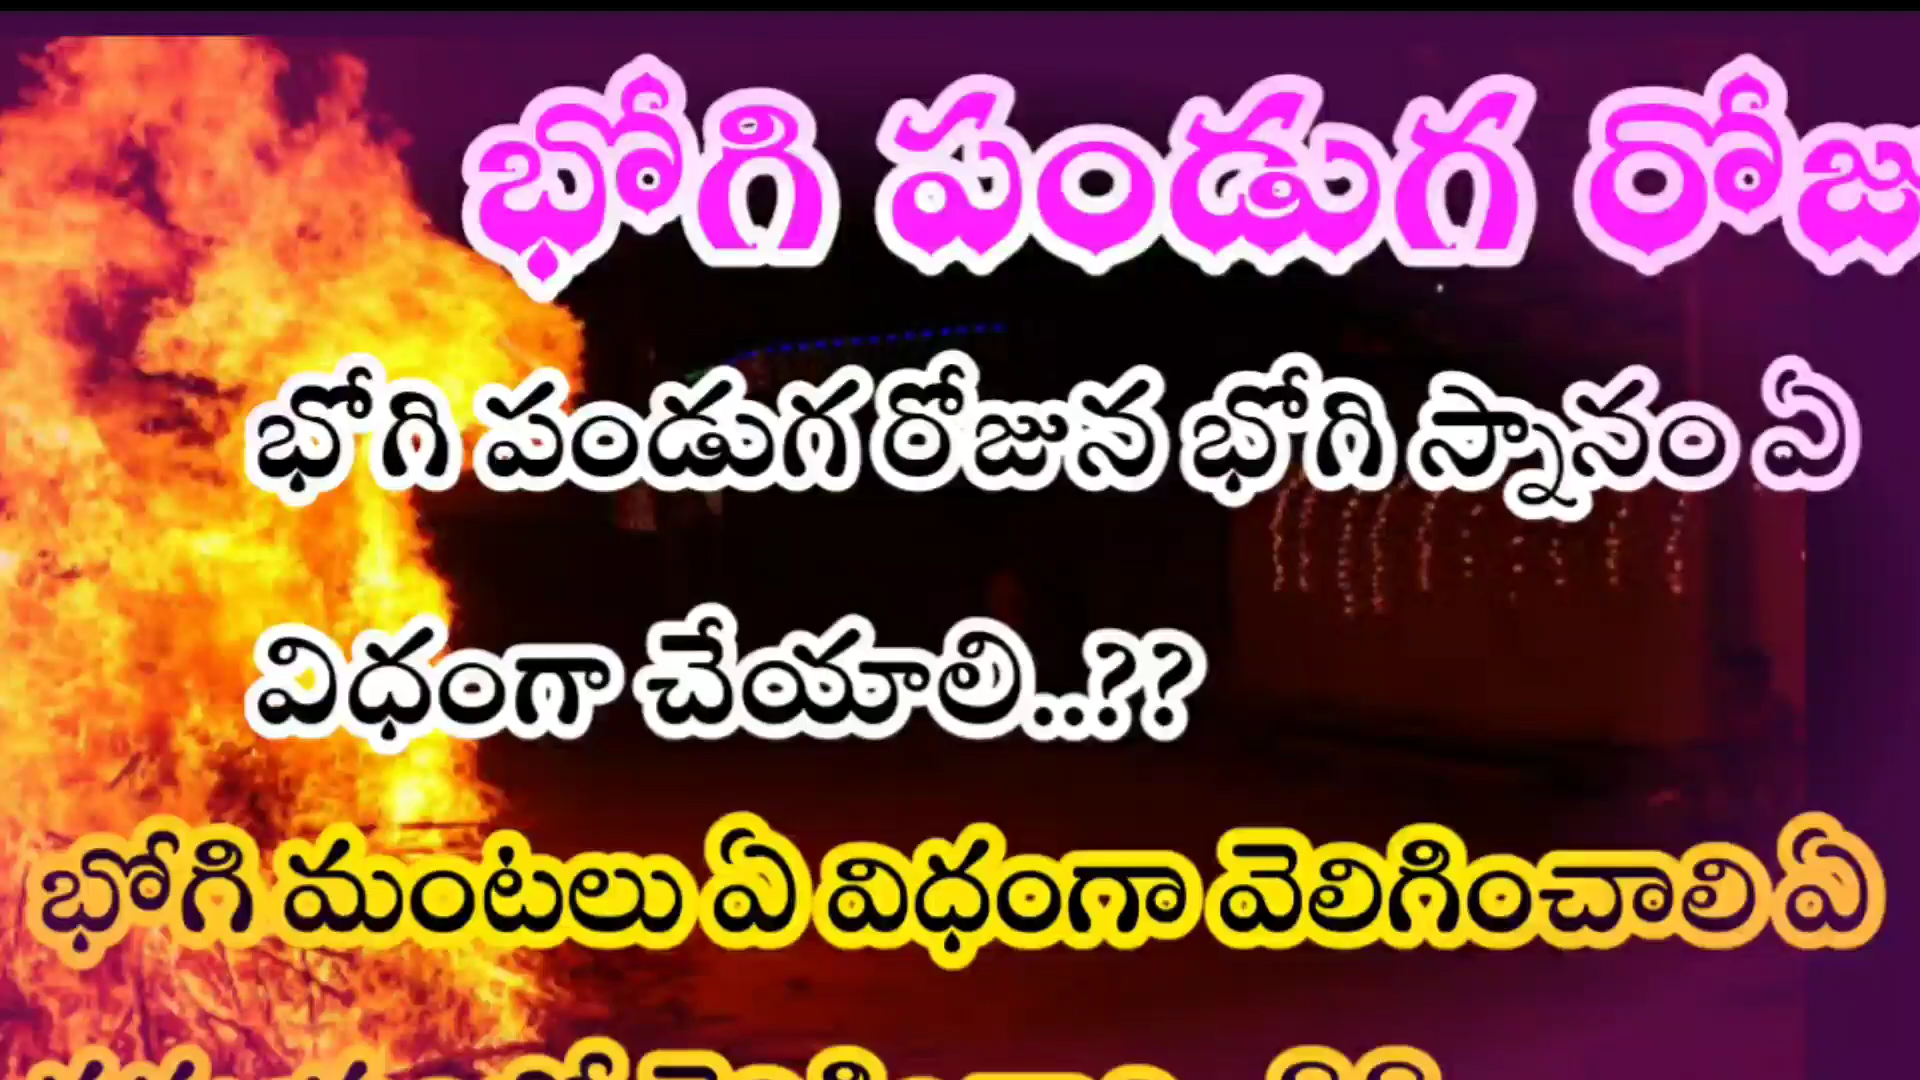 భోగి పండుగ రోజు
భోగి పండుగ రోజున భోగి స్నానం ఏ
విధంగా చేయాలి...??
భోగి మంటలు ఏ విధంగా వెలిగించాలి ఏ